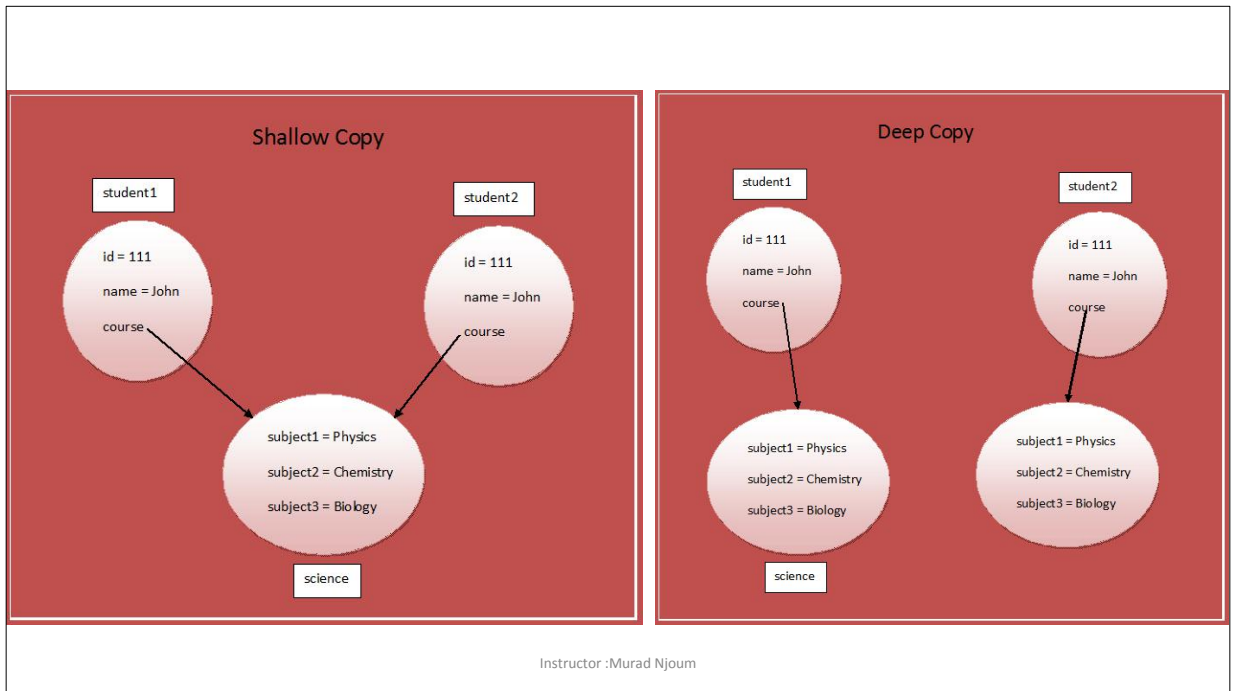 Shallow Copy
student1
student2
id = 111
name = John
course
id = 111
name = John
course
subject1 = Physics
subject2 = Chemistry
subject3 = Biology
science
Deep Copy
student1
student2
id = 111
name = John
course
id = 111
name = John
course
subject1 = Physics
subject2 = Chemistry
subject3 = Biology
subject1 = Physics
subject2 = Chemistry
subject3 = Biology
science
Instructor :Murad Njoum